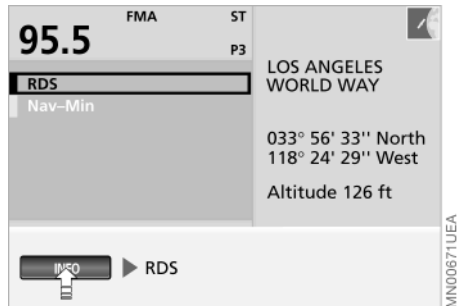 FMA ST
95.5 P3
RDS
Nav–Min
LOS ANGELES
WORLD WAY
033° 56' 33'' North
118° 24' 29'' West
Altitude 126 ft
INFO RDS
MN00671UEA